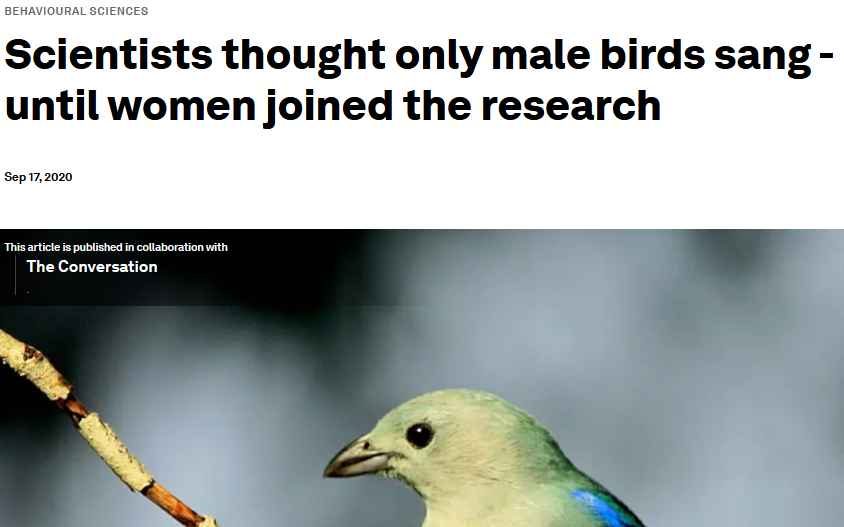 BEHAVIOURAL SCIENCES
Scientists thought only male birds sang -
until women joined the research
Sep 17, 2020
This article is published in collaboration with
The Conversation